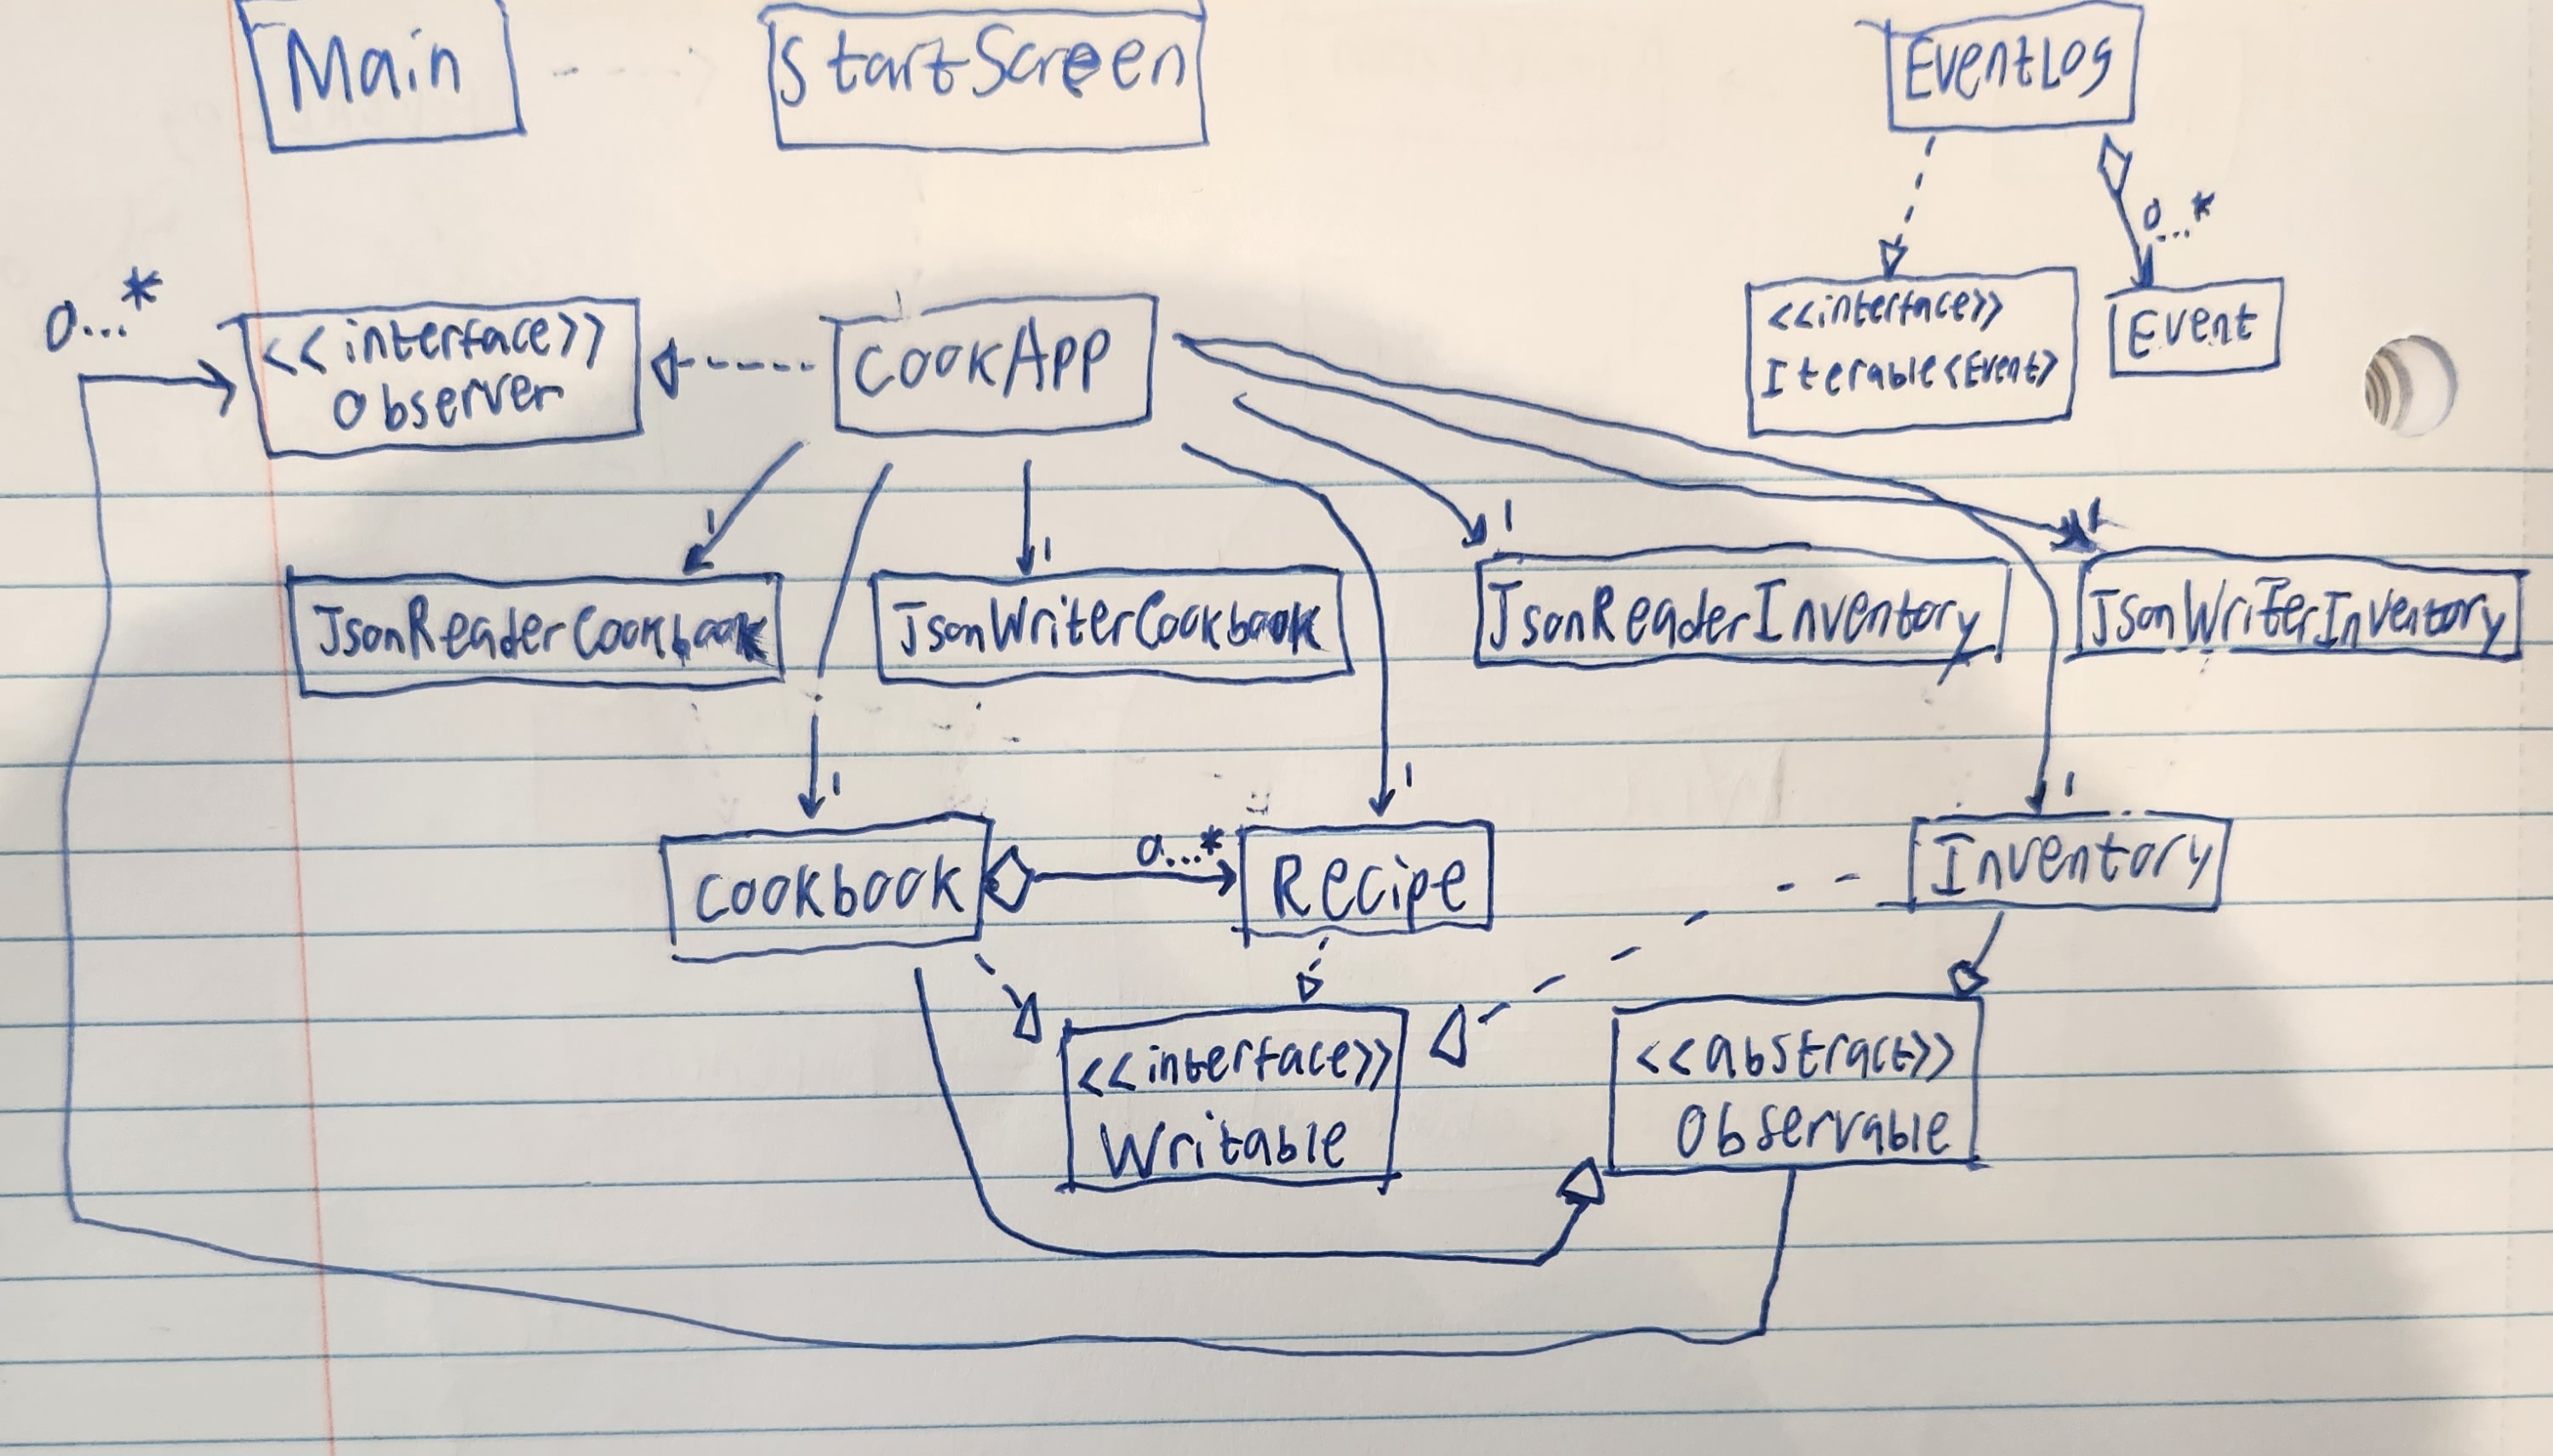 Main
StartScreen
EventLog
0...*
0...*
<<interface>>
Observer
CookApp
<<interface>>
Iterable<Event>
Event
1
1
1
1
JsonReaderCookbook
JsonWriterCookbook
JsonReaderInventory
JsonWriterInventory
1
1
1
Cookbook
0...*
Recipe
Inventory
<<interface>>
Writable
<<abstract>>
Observable